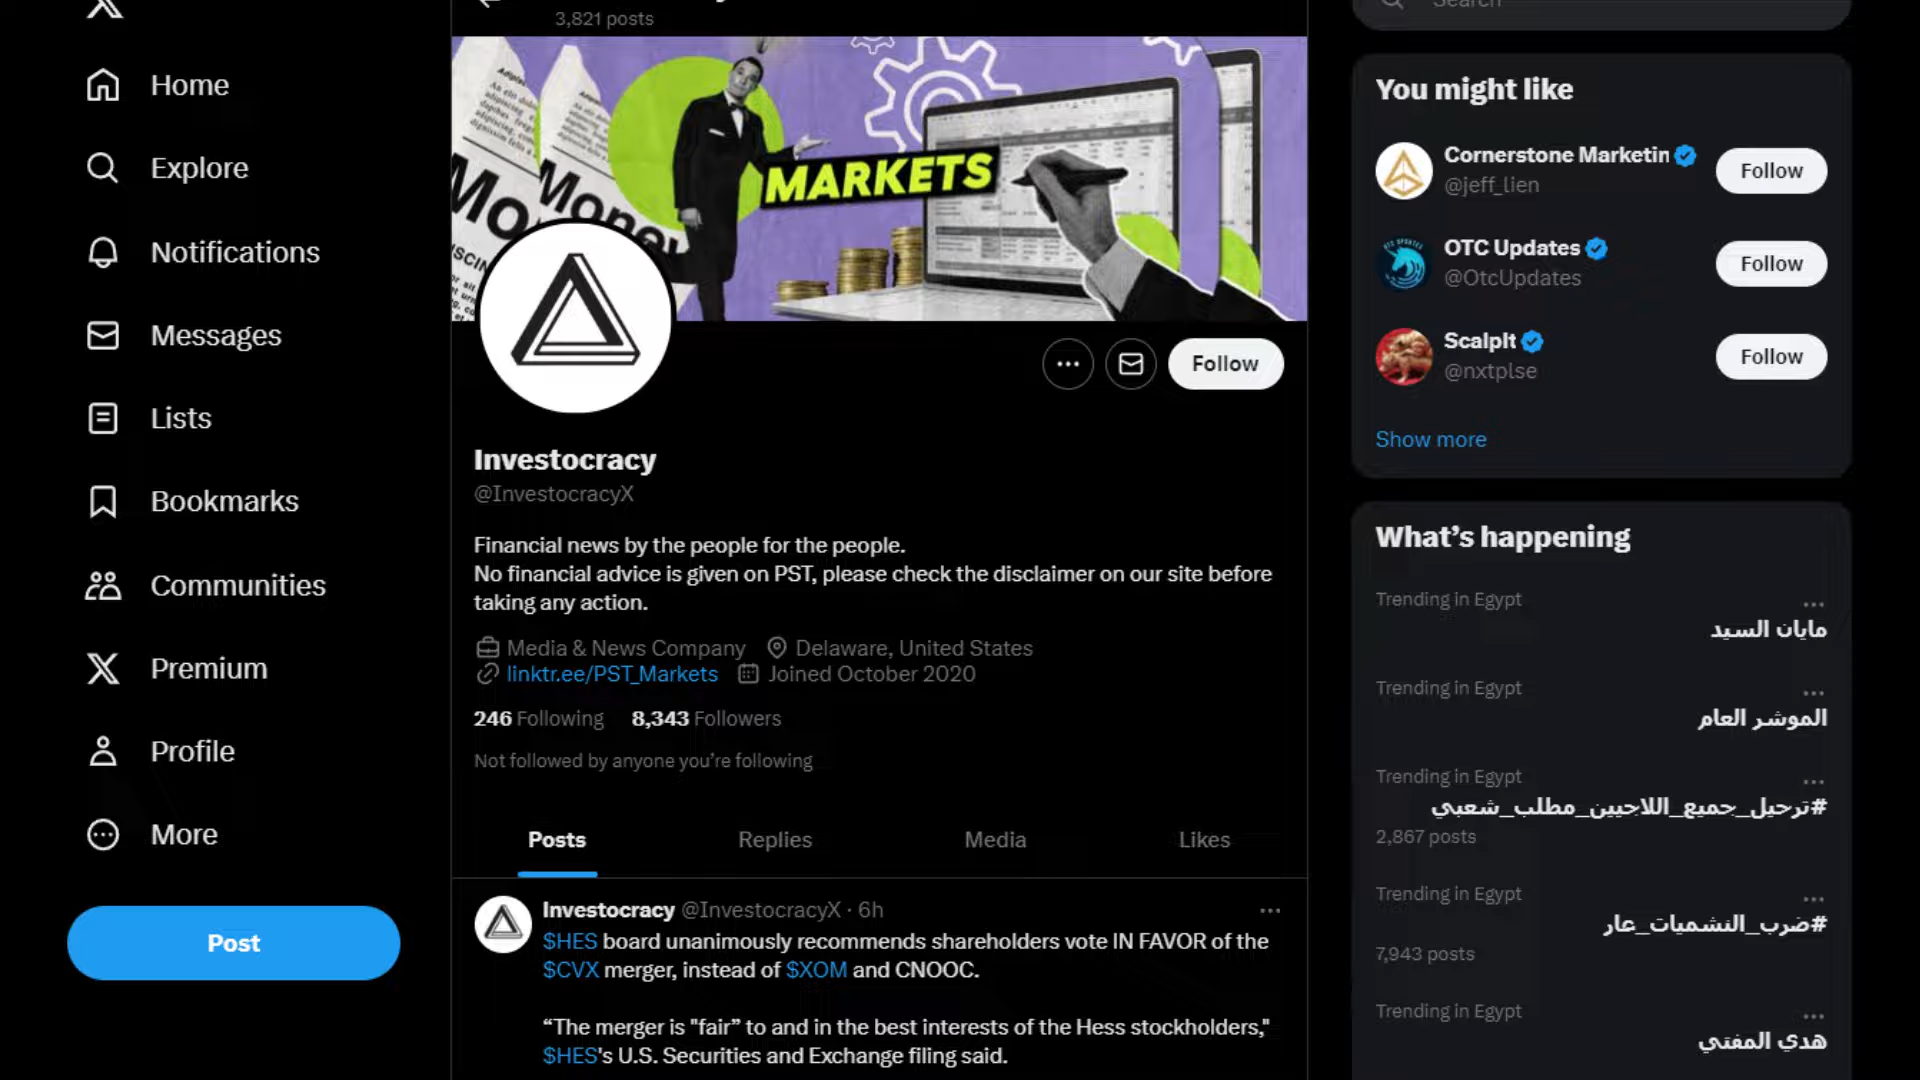 3,821 posts
Home
Explore
Notifications
Messages
Lists
Bookmarks
Communities
Premium
Profile
More
Post
MARKETS
Follow
Investocracy
@InvestocracyX
Financial news by the people for the people.
No financial advice is given on PST, please check the disclaimer on our site before
taking any action.
Media & News Company Delaware, United States
linktr.ee/PST_Markets Joined October 2020
246 Following 8,343 Followers
Not followed by anyone you’re following
Posts Replies Media Likes
Investocracy @InvestocracyX · 6h
$HES board unanimously recommends shareholders vote IN FAVOR of the
$CVX merger, instead of $XOM and CNOOC.
“The merger is "fair” to and in the best interests of the Hess stockholders,"
$HES's U.S. Securities and Exchange filing said.
Search
You might like
Cornerstone Marketin
@jeff_lien
Follow
OTC Updates
@OtcUpdates
Follow
Scalplt
@nxtplse
Follow
Show more
What’s happening
Trending in Egypt
مايان السيد
Trending in Egypt
الموشر العام
Trending in Egypt
#ترحيل_جميع_اللاجيين_مطلب_شعبي
2,867 posts
Trending in Egypt
#ضرب_النشميات_عار
7,943 posts
Trending in Egypt
هدي المفتي